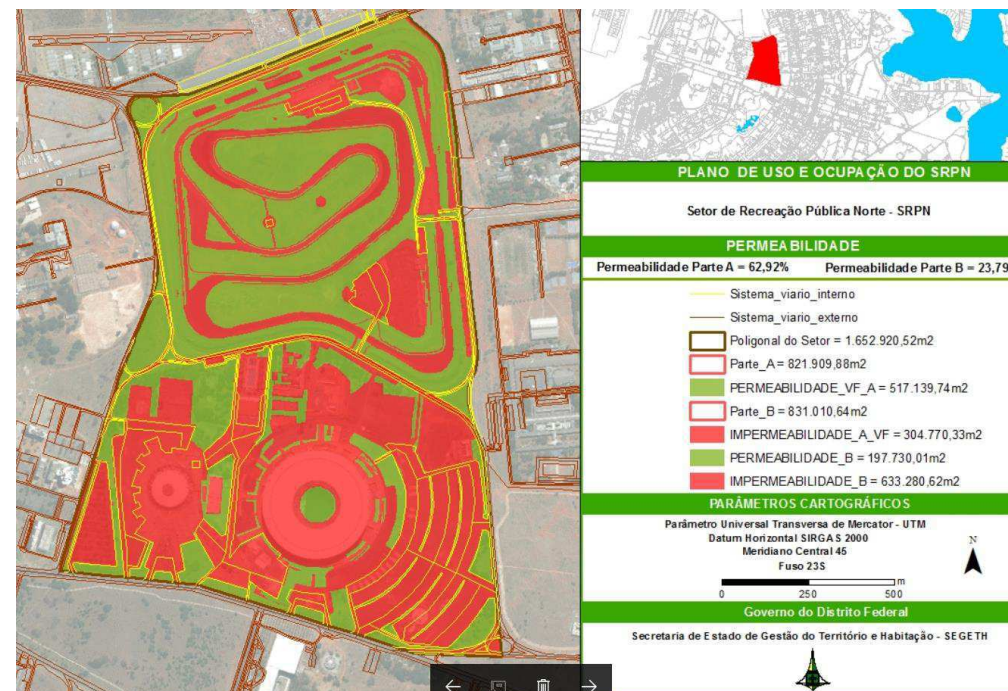 PLANO DE USO E OCUPAÇÃO DO SRPN
Setor de Recreação Pública Norte - SRPN
PERMEABILIDADE
Permeabilidade Parte A = 62,92% Permeabilidade Parte B = 23,79
Sistema_viario_interno
Sistema_viario_externo
Poligonal do Setor = 1.652.920,52m2
Parte_A = 821.909,88m2
PERMEABILIDADE_VF_A = 517.139,74m2
Parte_B = 831.010,64m2
IMPERMEABILIDADE_A_VF = 304.770,33m2
PERMEABILIDADE_B = 197.730,01m2
IMPERMEABILIDADE_B = 633.280,62m2
PARÂMETROS CARTOGRÁFICOS
Parâmetro Universal Transversa de Mercator - UTM
Datum Horizontal SIRGAS 2000
Meridiano Central 45
Fuso 23S
N
m
0 250 500
Governo do Distrito Federal
Secretaria de Estado de Gestão do Território e Habitação - SEGETH